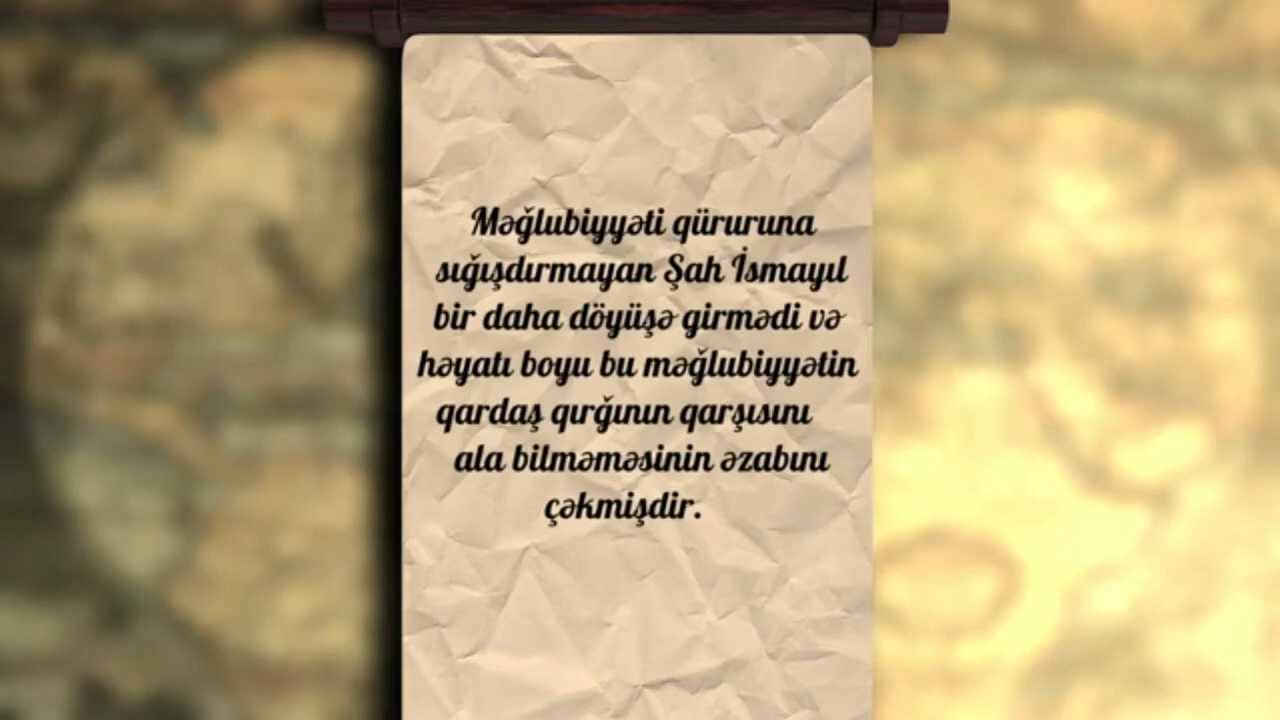 Məğlubiyyəti qüruruna
sığışdırmayan Şah İsmayıl
bir daha döyüşə girmədi və
həyatı boyu bu məğlubiyyətin
qardaş qırğının qarşısını
ala bilməməsinin əzabını
çəkmişdir.